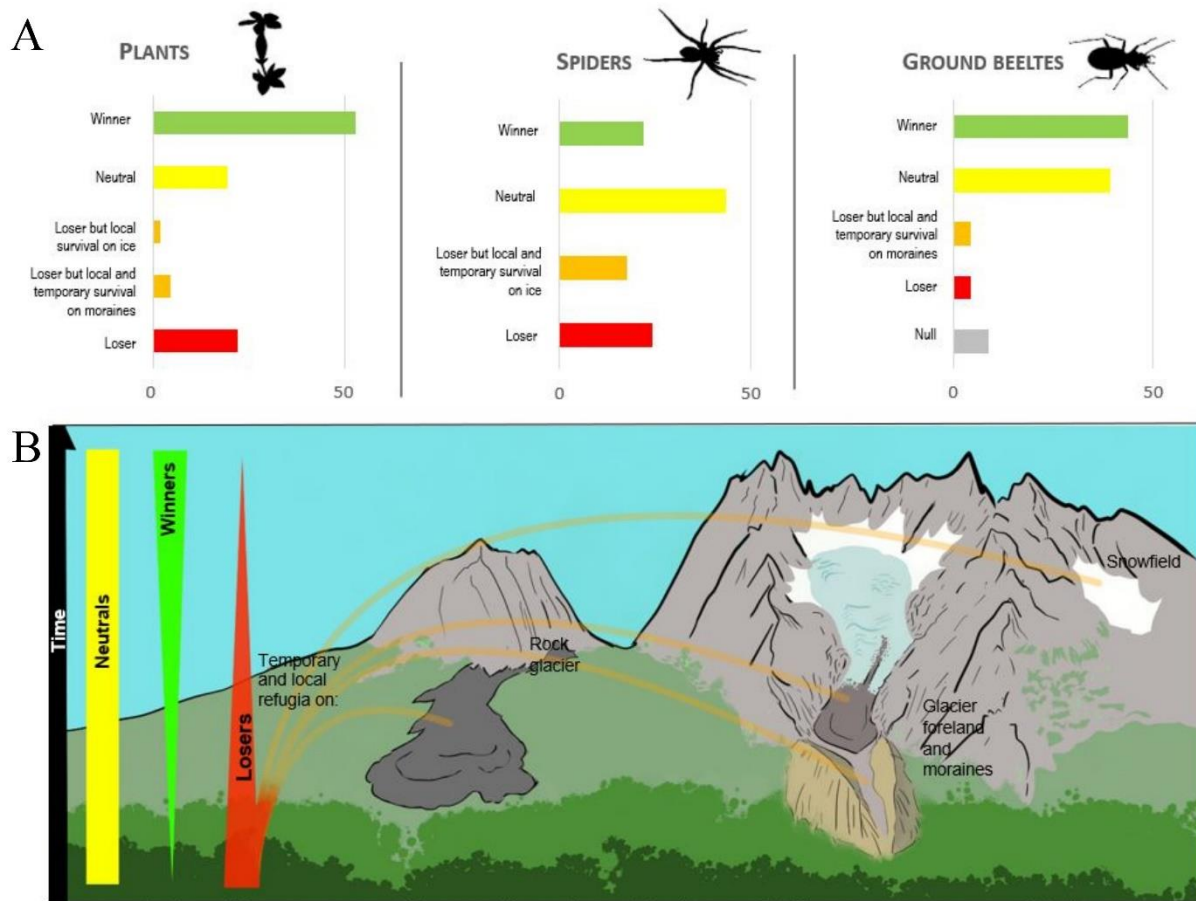 A
PLANTS
Winner
Neutral
Loser but local
survival on ice
Loser but local and
temporary survival
on moraines
Loser
0
50
SPIDERS
Winner
Neutral
Loser but local and
temporary survival
on ice
Loser
0
50
GROUND BEELTES
Winner
Neutral
Loser but local and
temporary survival
on moraines
Loser
Null
0
50
B
Time
Neutrals
Winners
Losers
Temporary
and local
refugia on:
Rock
glacier
Snowfield
Glacier
foreland
and
moraines